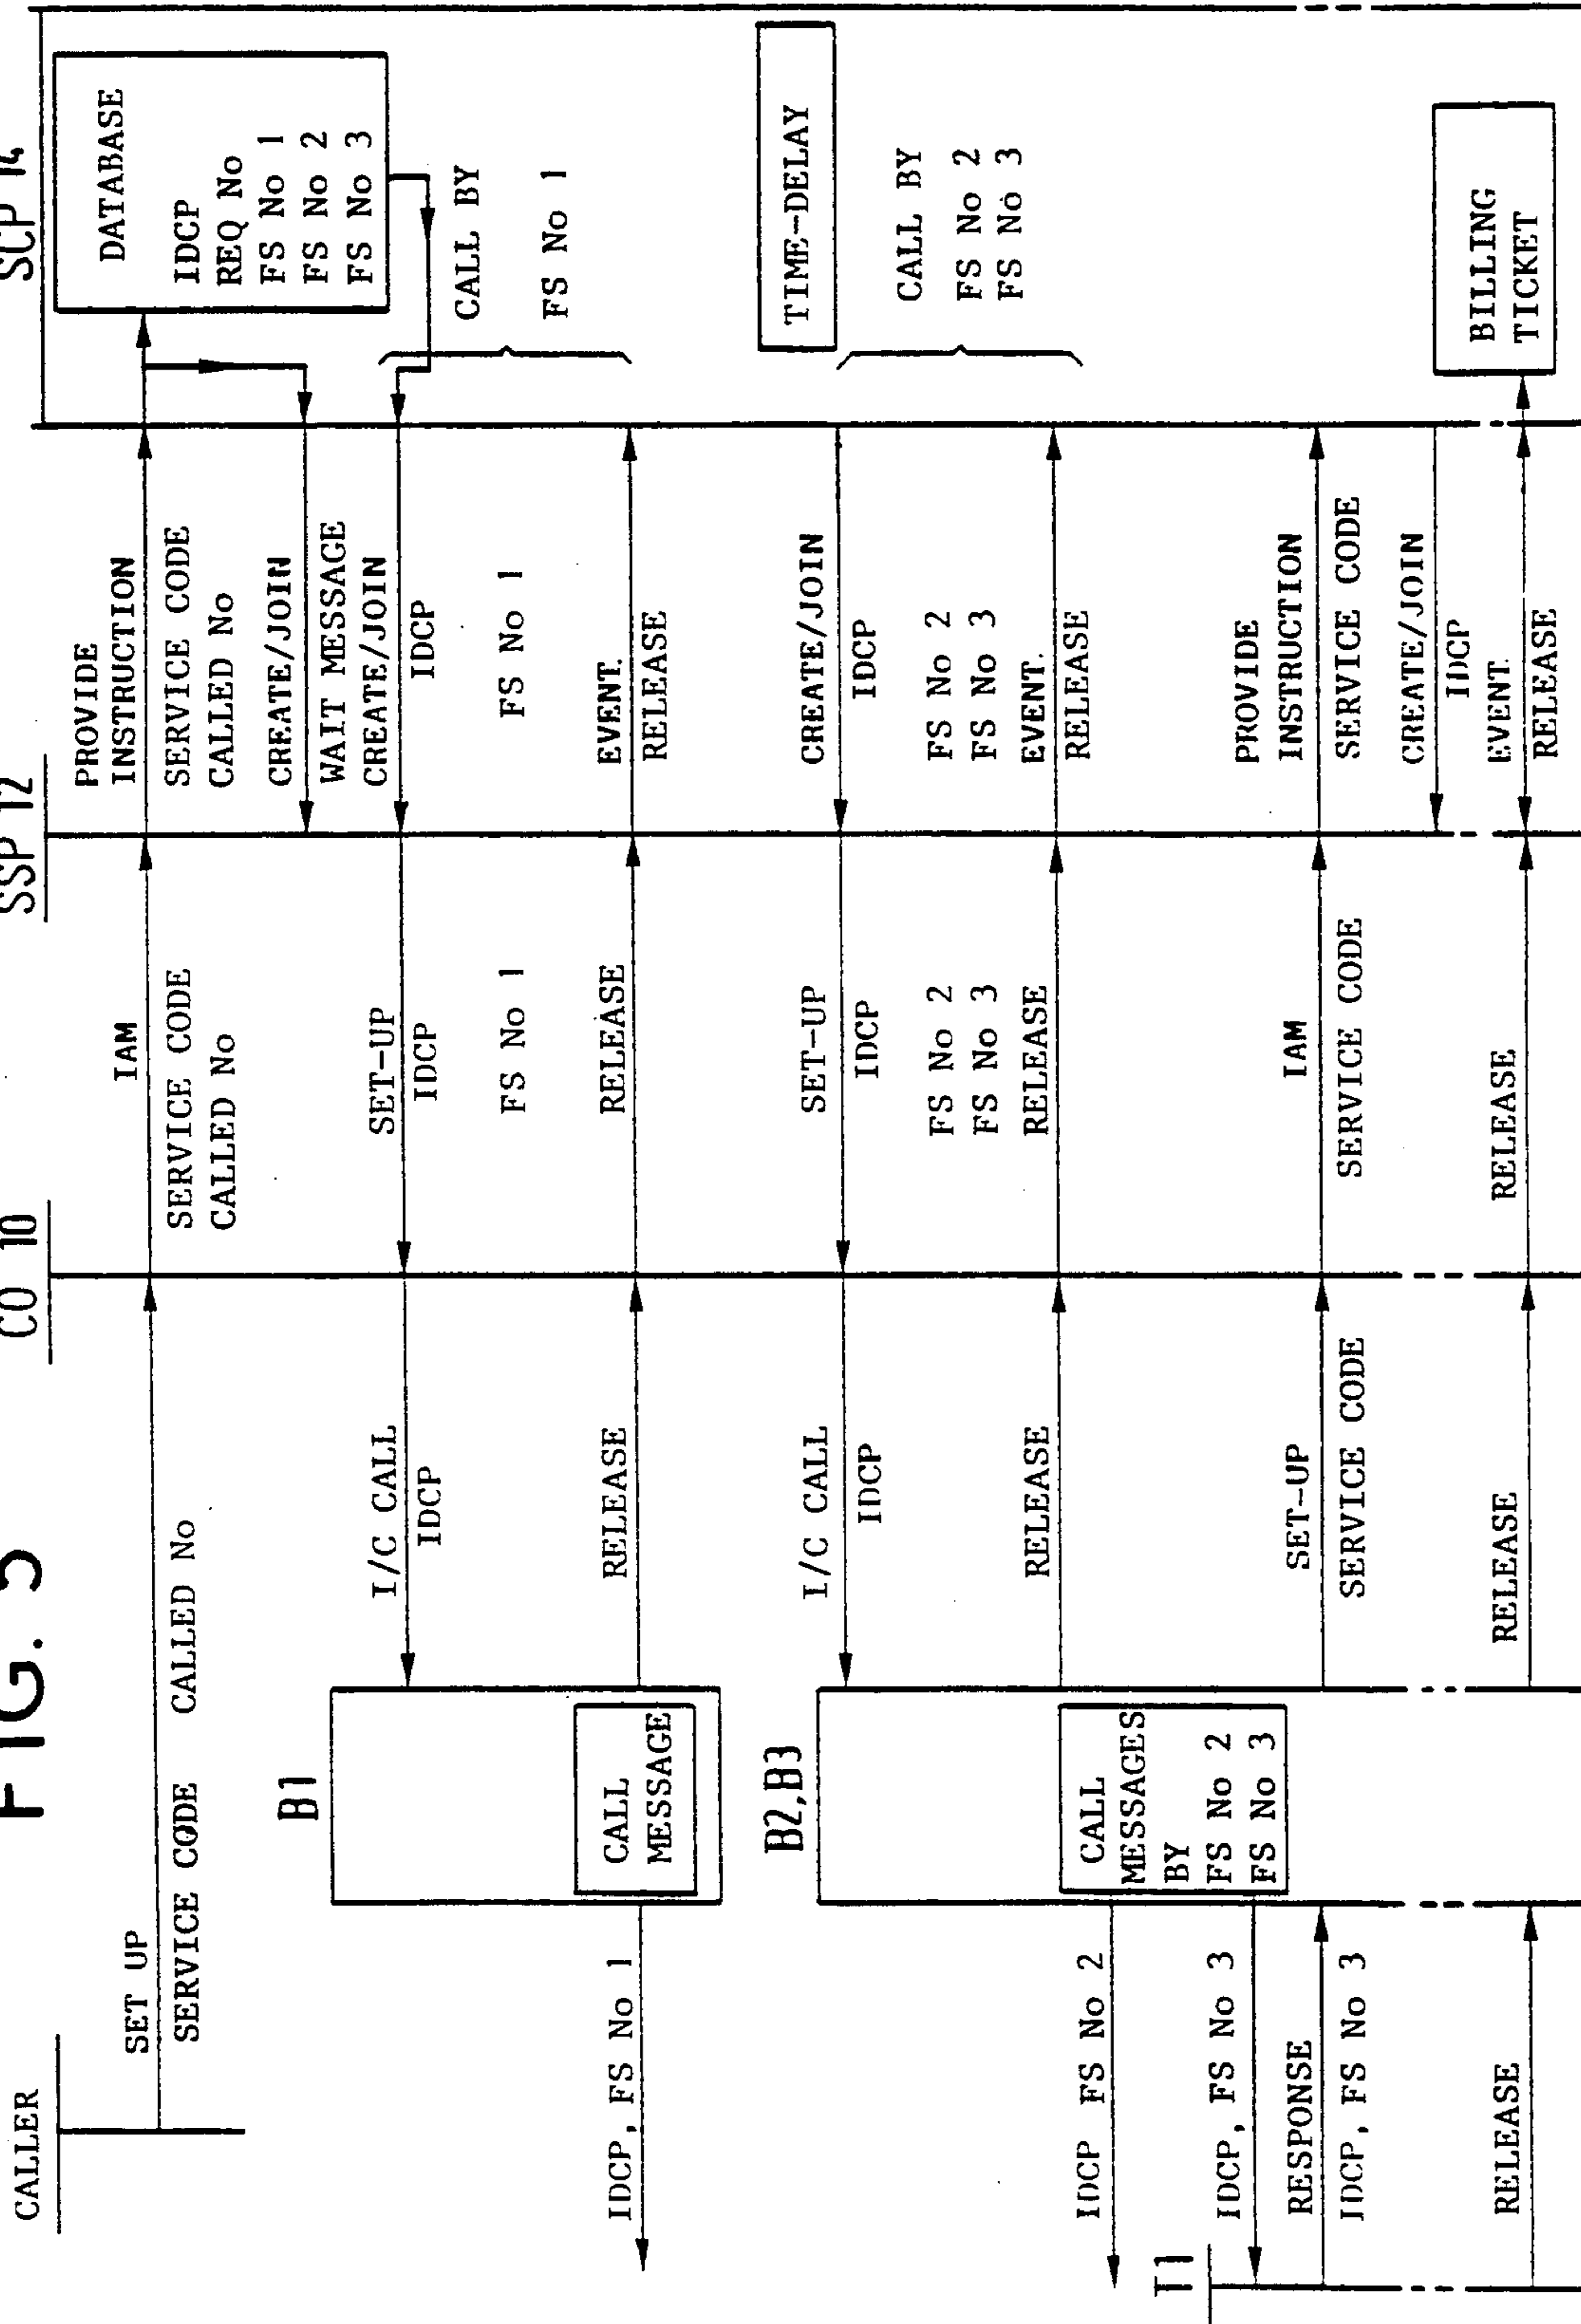 FIG. 5
CALLER
CO 10
SSP 12
SCP 14
SET UP
SERVICE CODE CALLED No
IAM
SERVICE CODE
CALLED No
PROVIDE
INSTRUCTION
SERVICE CODE
CALLED No
CREATE/JOIN
WAIT MESSAGE
CREATE/JOIN
IDCP
FS No 1
DATABASE
IDCP
REQ No
FS No 1
FS No 2
FS No 3
CALL BY
FS No 1
B1
I/C CALL
IDCP
SET-UP
IDCP
FS No 1
CALL
MESSAGE
IDCP, FS No 1
RELEASE
RELEASE
EVENT.
RELEASE
TIME-DELAY
CALL BY
FS No 2
FS No 3
B2,B3
I/C CALL
IDCP
SET-UP
IDCP
FS No 2
FS No 3
CREATE/JOIN
IDCP
FS No 2
FS No 3
CALL
MESSAGES
BY
FS No 2
FS No 3
RELEASE
RELEASE
EVENT.
RELEASE
IDCP FS No 2
IDCP, FS No 3
T1
RESPONSE
IDCP, FS No 3
SET-UP
SERVICE CODE
IAM
SERVICE CODE
PROVIDE
INSTRUCTION
SERVICE CODE
CREATE/JOIN
IDCP
RELEASE
RELEASE
RELEASE
EVENT.
RELEASE
BILLING
TICKET